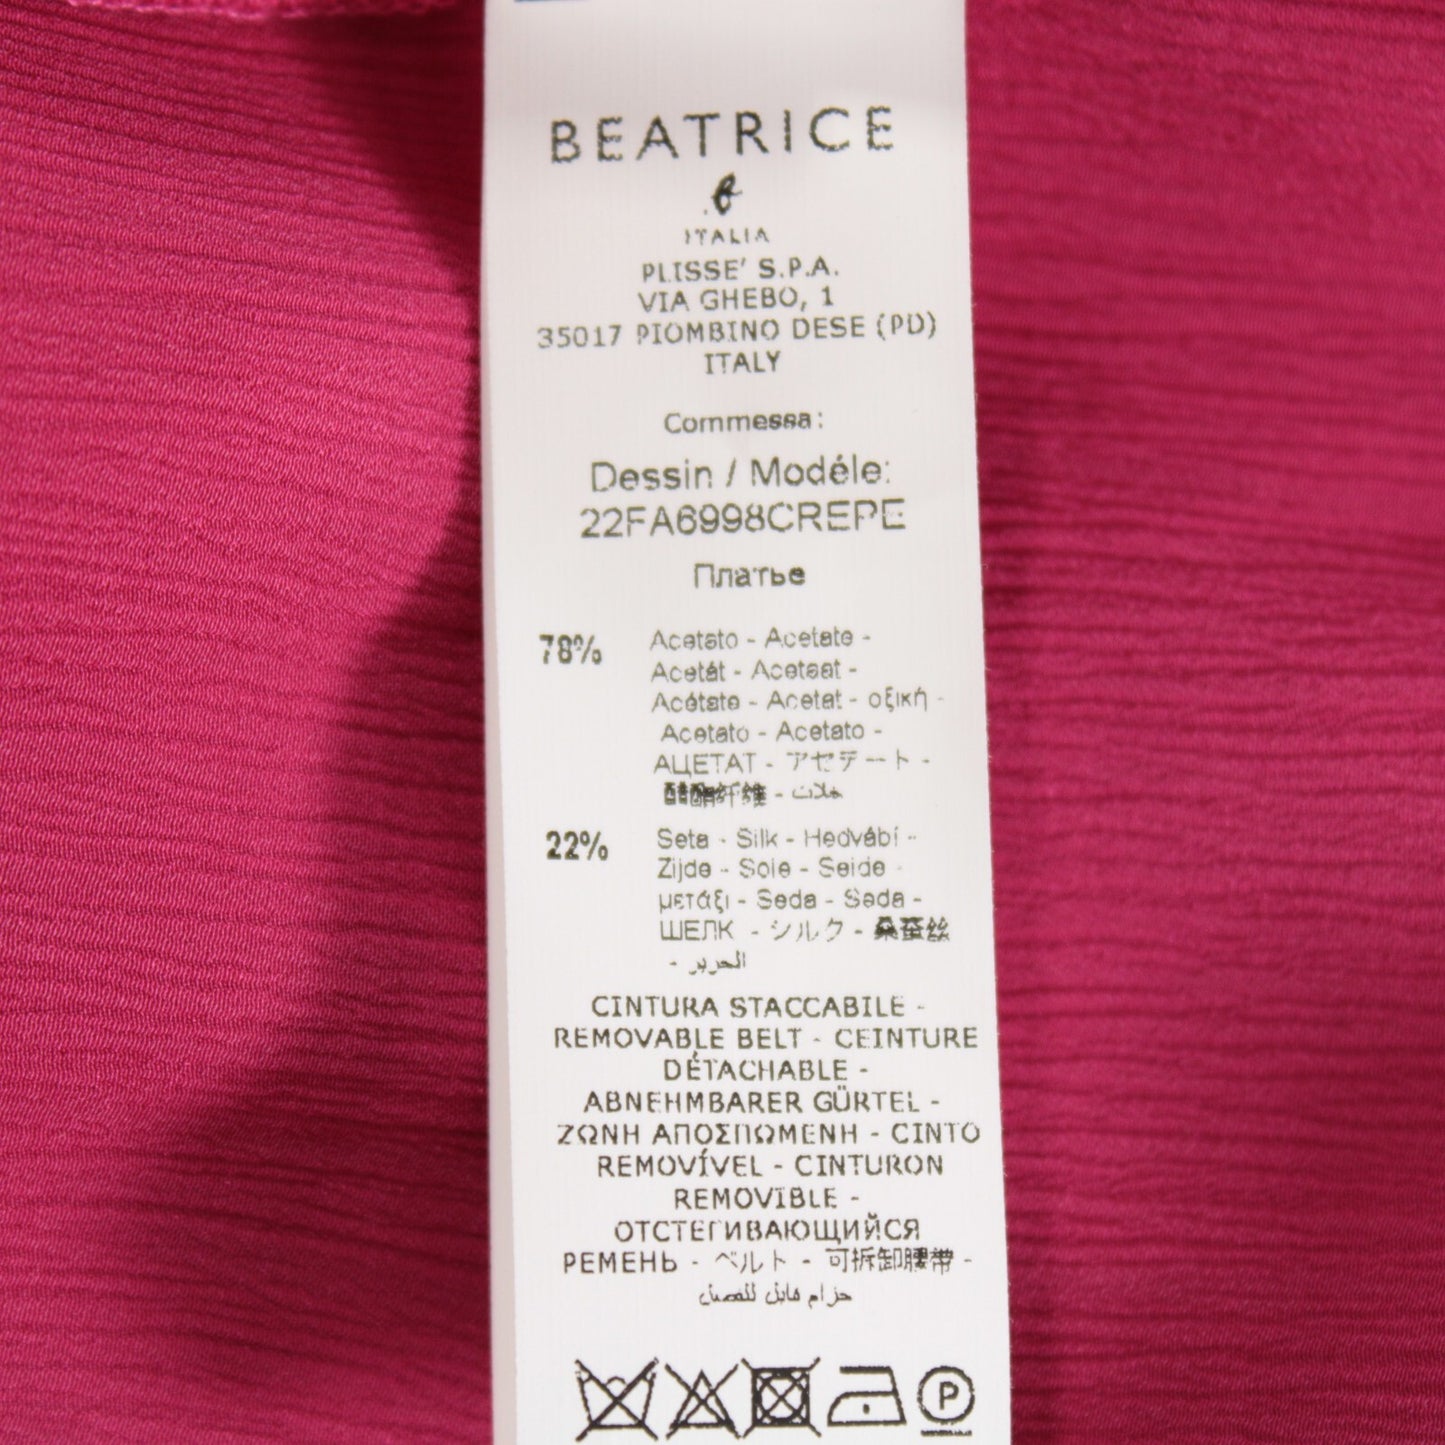 BEATRICE
.b
ITALIA
PLISSE' S.P.A.
VIA GHEBO, 1
35017 PIOMBINO DESE (PD)
ITALY
Commessa:
Dessin / Modéle:
22FA6998CREPE
Платье
78% Acetato - Acetate -
Acetát - Acetaat -
Acétate - Acetat - οξική -
Acetato - Acetato -
АЦЕТАТ - アセテート -
醋酯纤维 - خلات
22% Seta - Silk - Hedvábí -
Zijde - Soie - Seide -
μετάξι - Seda - Seda -
ШЕЛК - シルク - 桑蚕丝
- الحرير
CINTURA STACCABILE -
REMOVABLE BELT - CEINTURE
DÉTACHABLE -
ABNEHMBARER GÜRTEL -
ΖΩΝΗ ΑΠΟΣΠΩΜΕΝΗ - CINTO
REMOVÍVEL - CINTURON
REMOVIBLE -
ОТСТЕГИВАЮЩИЙСЯ
РЕМЕНЬ - ベルト - 可拆卸腰带 -
حزام قابل للفصل
P